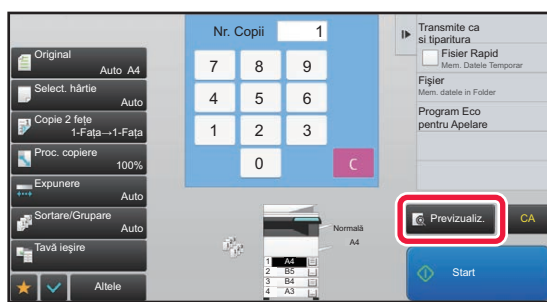 Original
Auto A4
Select. hârtie
Auto
Copie 2 fețe
1-Fața→1-Fața
Proc. copiere
100%
Expunere
Auto
Sortare/Grupare
Auto
Tavă ieșire
Altele
Nr. Copii 1
7 8 9
4 5 6
1 2 3
0 C
Normală
A4
1 A4
2 B5
3 B4
4 A3
Transmite ca
si tiparitura
Fisier Rapid
Mem. Datele Temporar
Fișier
Mem. datele in Folder
Program Eco
pentru Apelare
Previzualiz.
CA
Start